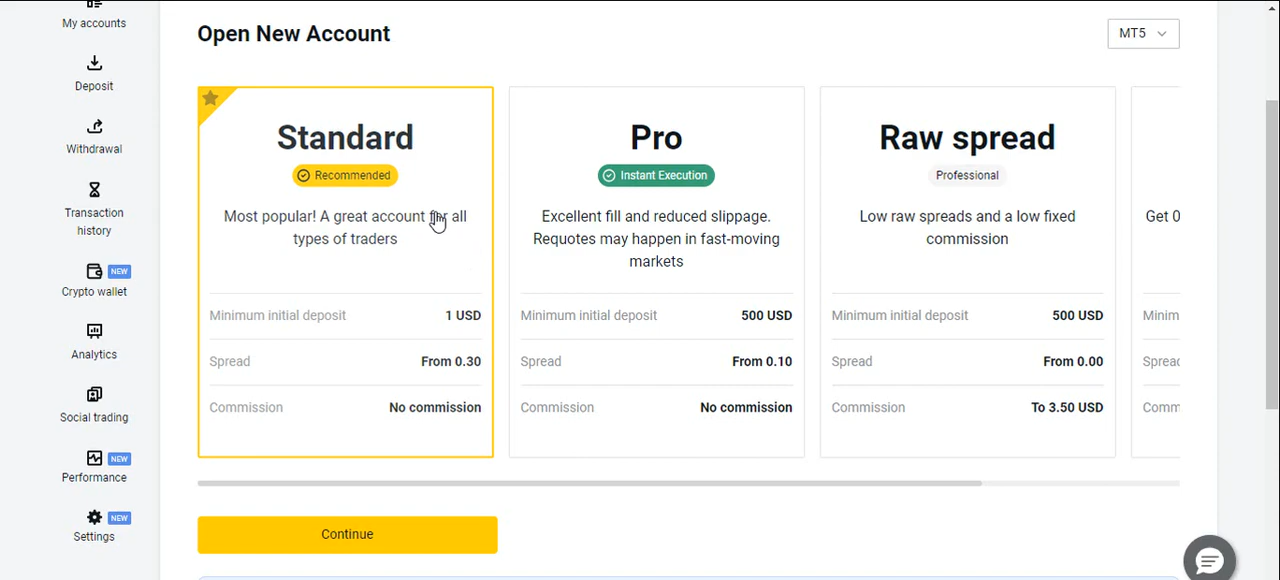 My accounts
Deposit
Withdrawal
Transaction
history
NEW
Crypto wallet
Analytics
Social trading
NEW
Performance
NEW
Settings
Open New Account
MT5
Standard
Recommended
Most popular! A great account for all
types of traders
Minimum initial deposit 1 USD
Spread From 0.30
Commission No commission
Pro
Instant Execution
Excellent fill and reduced slippage.
Requotes may happen in fast-moving
markets
Minimum initial deposit 500 USD
Spread From 0.10
Commission No commission
Raw spread
Professional
Low raw spreads and a low fixed
commission
Minimum initial deposit 500 USD
Spread From 0.00
Commission To 3.50 USD
Get 0
Minim
Spread
Comm
Continue